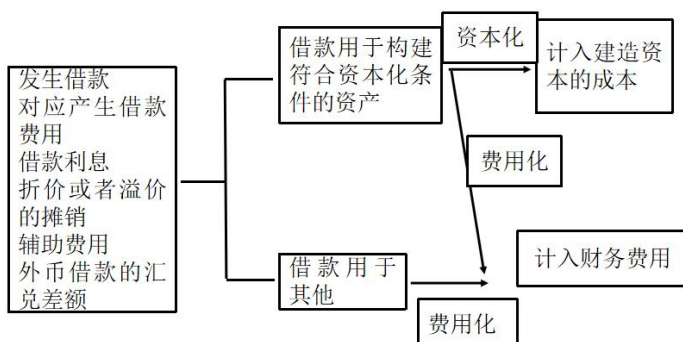 发生借款
对应产生借款
费用
借款利息
折价或者溢价
的摊销
辅助费用
外币借款的汇
兑差额
借款用于构建
符合资本化条
件的资产
资本化
计入建造资
本的成本
费用化
借款用于
其他
费用化
计入财务费用